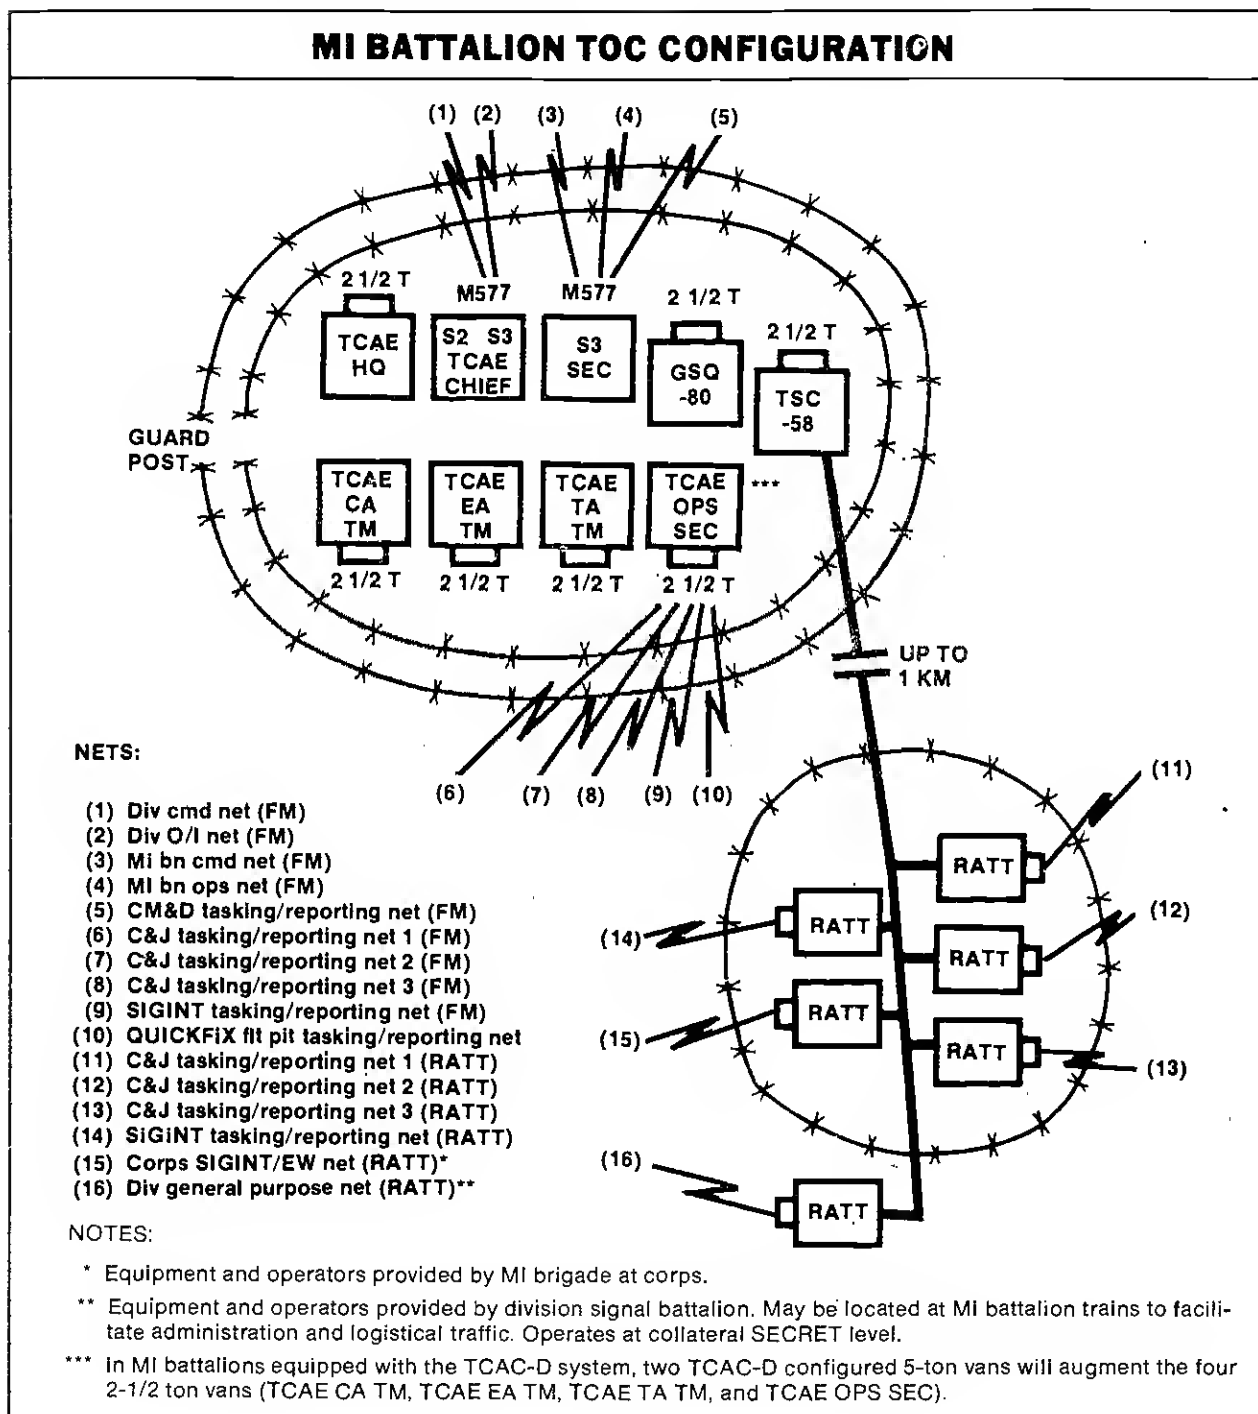 MI BATTALION TOC CONFIGURATION
(1) (2) (3) (4) (5)
2 1/2 T
M577
M577
2 1/2 T
2 1/2 T
TCAE
HQ
S2 S3
TCAE
CHIEF
S3
SEC
GSQ
-80
TSC
-58
GUARD
POST
TCAE
CA
TM
TCAE
EA
TM
TCAE
TA
TM
TCAE
OPS
SEC
***
2 1/2 T
2 1/2 T
2 1/2 T
2 1/2 T
UP TO
1 KM
(6) (7) (8) (9) (10)
(11)
RATT
(12)
RATT
(14)
RATT
(15)
RATT
RATT
(13)
(16)
RATT
NETS:
(1) Div cmd net (FM)
(2) Div O/I net (FM)
(3) Mi bn cmd net (FM)
(4) MI bn ops net (FM)
(5) CM&D tasking/reporting net (FM)
(6) C&J tasking/reporting net 1 (FM)
(7) C&J tasking/reporting net 2 (FM)
(8) C&J tasking/reporting net 3 (FM)
(9) SIGINT tasking/reporting net (FM)
(10) QUICKFiX flt plt tasking/reporting net
(11) C&J tasking/reporting net 1 (RATT)
(12) C&J tasking/reporting net 2 (RATT)
(13) C&J tasking/reporting net 3 (RATT)
(14) SiGiNT tasking/reporting net (RATT)
(15) Corps SIGINT/EW net (RATT)*
(16) Div general purpose net (RATT)**
NOTES:
* Equipment and operators provided by MI brigade at corps.
** Equipment and operators provided by division signal battalion. May be located at MI battalion trains to facili-
tate administration and logistical traffic. Operates at collateral SECRET level.
*** in MI battalions equipped with the TCAC-D system, two TCAC-D configured 5-ton vans will augment the four
2-1/2 ton vans (TCAE CA TM, TCAE EA TM, TCAE TA TM, and TCAE OPS SEC).